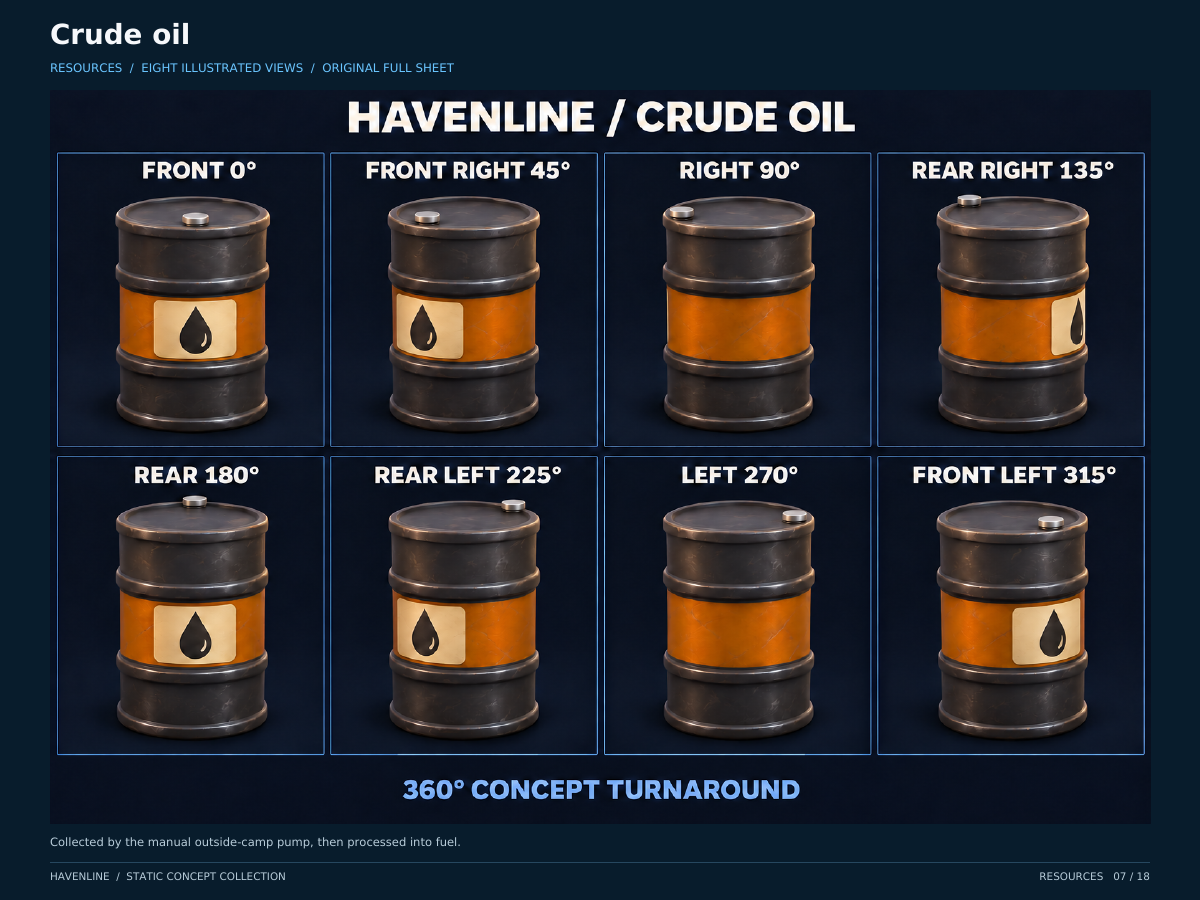 Crude oil
RESOURCES / EIGHT ILLUSTRATED VIEWS / ORIGINAL FULL SHEET
HAVENLINE / CRUDE OIL
FRONT 0°
FRONT RIGHT 45°
RIGHT 90°
REAR RIGHT 135°
REAR 180°
REAR LEFT 225°
LEFT 270°
FRONT LEFT 315°
360° CONCEPT TURNAROUND
Collected by the manual outside-camp pump, then processed into fuel.
HAVENLINE / STATIC CONCEPT COLLECTION
RESOURCES 07 / 18